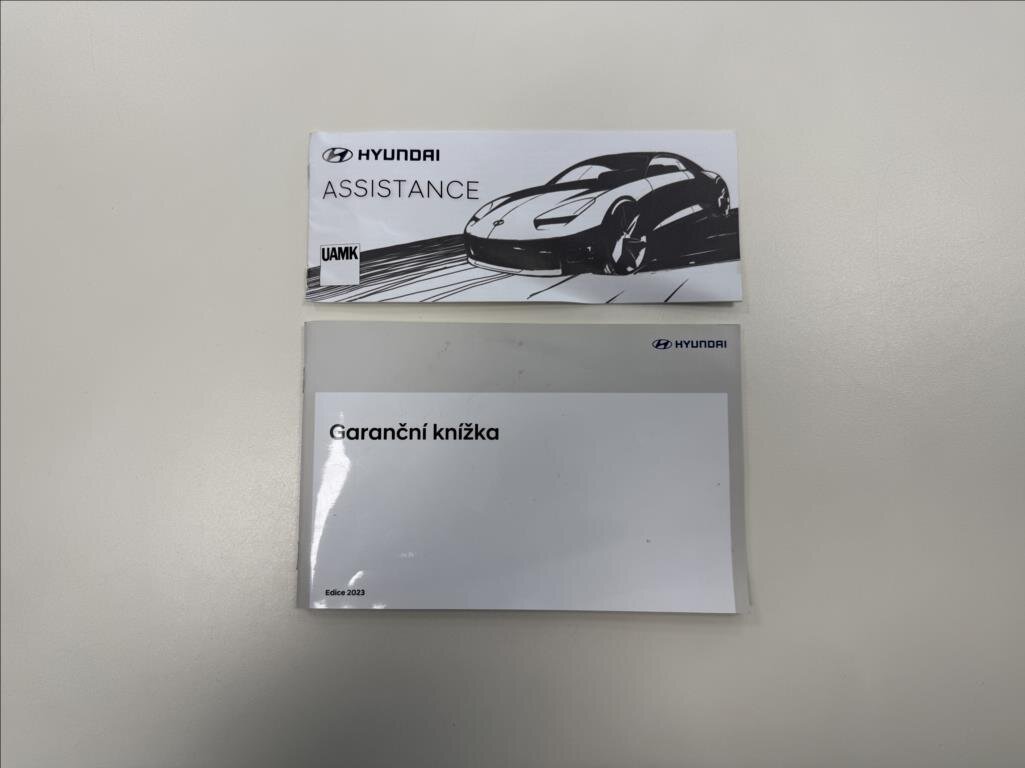 HYUNDAI
ASSISTANCE
UAMK
HYUNDAI
Garanční knížka
Edice 2023